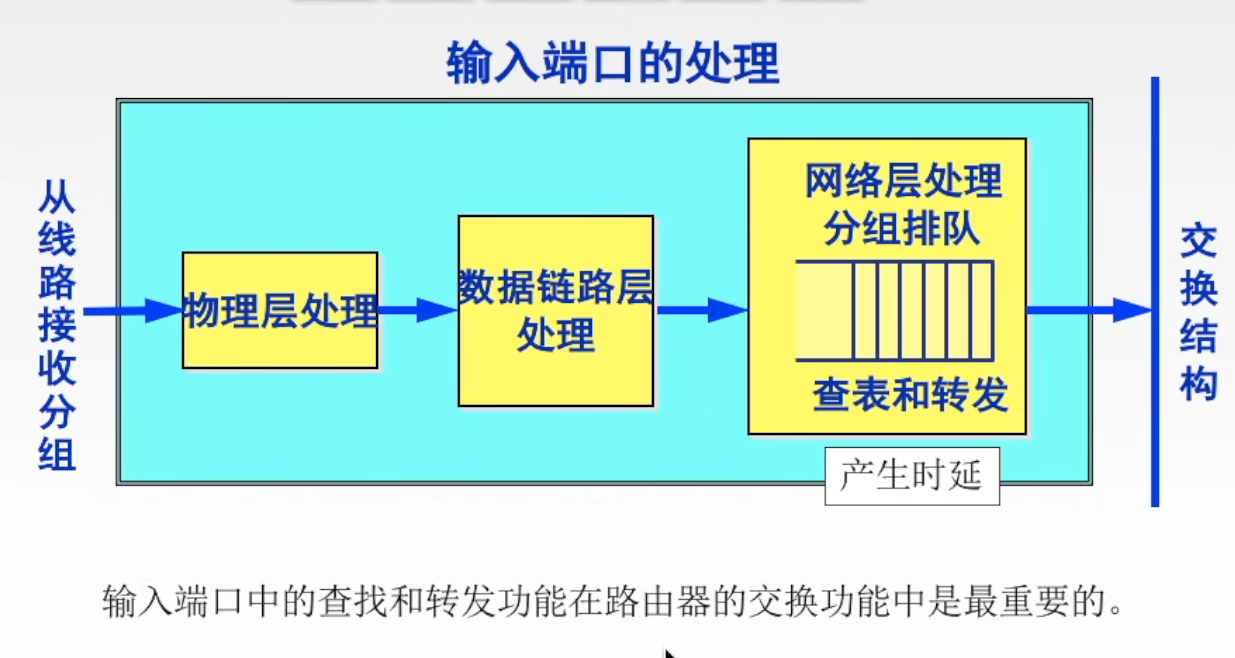 输入端口的处理
从线路接收分组
物理层处理
数据链路层
处理
网络层处理
分组排队
查表和转发
产生时延
交换结构
输入端口中的查找和转发功能在路由器的交换功能中是最重要的。